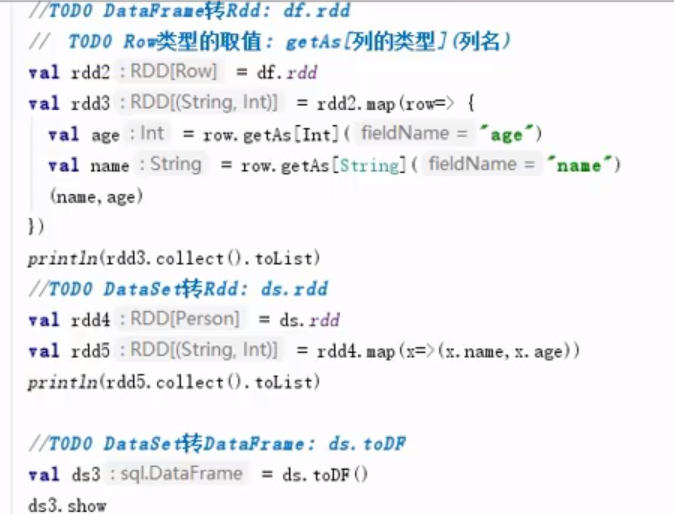 //TODO DataFrame转Rdd: df.rdd
// TODO Row类型的取值: getAs[列的类型](列名)
val rdd2 : RDD[Row] = df.rdd
val rdd3 : RDD[(String, Int)] = rdd2.map(row=> {
val age : Int = row.getAs[Int]( fieldName = "age")
val name : String = row.getAs[String]( fieldName = "name")
(name,age)
})
println(rdd3.collect().toList)
//TODO DataSet转Rdd: ds.rdd
val rdd4 : RDD[Person] = ds.rdd
val rdd5 : RDD[(String, Int)] = rdd4.map(x=>(x.name,x.age))
println(rdd5.collect().toList)
//TODO DataSet转DataFrame: ds.toDF
val ds3 : sql.DataFrame = ds.toDF()
ds3.show